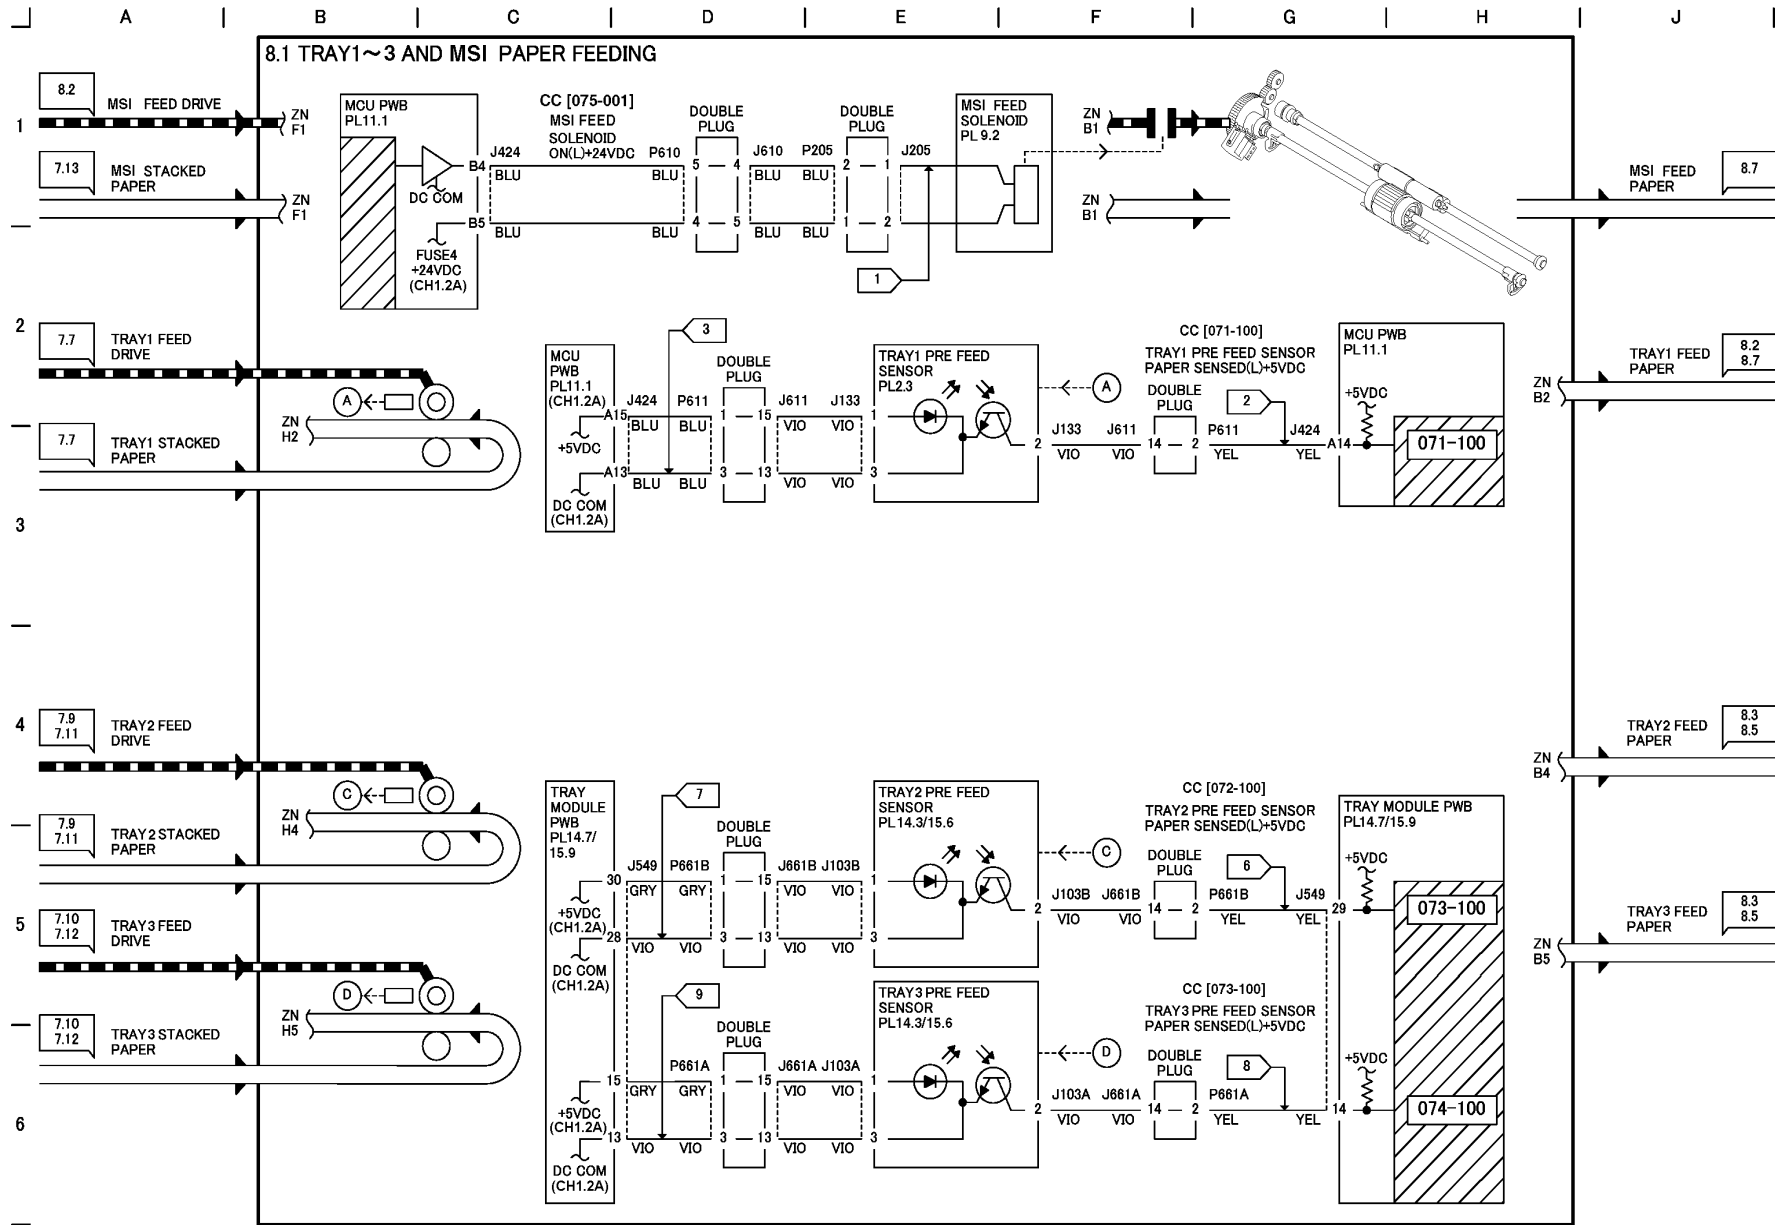 A B C D E F G H J
8.1 TRAY1~3 AND MSI PAPER FEEDING
1
8.2
MSI FEED DRIVE
ZN
F1
7.13
MSI STACKED
PAPER
ZN
F1
MCU PWB
PL11.1
DC COM
FUSE4
+24VDC
(CH1.2A)
B4
B5
CC [075-001]
MSI FEED
SOLENOID
ON(L)+24VDC
J424
BLU
BLU
P610
BLU
BLU
DOUBLE
PLUG
5 4
4 5
J610
BLU
BLU
P205
BLU
BLU
DOUBLE
PLUG
2 1
1 2
J205
1
MSI FEED
SOLENOID
PL 9.2
ZN
B1
ZN
B1
MSI FEED
PAPER
8.7
2
7.7
TRAY1 FEED
DRIVE
A
ZN
H2
7.7
TRAY1 STACKED
PAPER
MCU
PWB
PL11.1
(CH1.2A)
A15
+5VDC
A13
DC COM
(CH1.2A)
3
J424
BLU
BLU
P611
BLU
BLU
DOUBLE
PLUG
1 15
3 13
J611
VIO
VIO
J133
VIO
VIO
TRAY1 PRE FEED
SENSOR
PL2.3
1
3
2
A
J133
VIO
J611
VIO
CC [071-100]
TRAY1 PRE FEED SENSOR
PAPER SENSED(L)+5VDC
DOUBLE
PLUG
14 2
2
P611
YEL
J424
YEL
A14
MCU PWB
PL11.1
+5VDC
071-100
ZN
B2
TRAY1 FEED
PAPER
8.2
8.7
3
4
7.9
7.11
TRAY2 FEED
DRIVE
C
ZN
H4
7.9
7.11
TRAY2 STACKED
PAPER
TRAY
MODULE
PWB
PL14.7/
15.9
30
+5VDC
(CH1.2A)
28
DC COM
(CH1.2A)
7
J549
GRY
VIO
P661B
GRY
VIO
DOUBLE
PLUG
1 15
3 13
J661B
VIO
VIO
J103B
VIO
VIO
TRAY2 PRE FEED
SENSOR
PL14.3/15.6
1
3
2
C
J103B
VIO
J661B
VIO
CC [072-100]
TRAY2 PRE FEED SENSOR
PAPER SENSED(L)+5VDC
DOUBLE
PLUG
14 2
6
P661B
YEL
J549
YEL
29
TRAY MODULE PWB
PL14.7/15.9
+5VDC
073-100
ZN
B4
TRAY2 FEED
PAPER
8.3
8.5
5
7.10
7.12
TRAY3 FEED
DRIVE
D
ZN
H5
7.10
7.12
TRAY3 STACKED
PAPER
15
+5VDC
(CH1.2A)
13
DC COM
(CH1.2A)
9
GRY
VIO
P661A
GRY
VIO
DOUBLE
PLUG
1 15
3 13
J661A
VIO
VIO
J103A
VIO
VIO
TRAY3 PRE FEED
SENSOR
PL14.3/15.6
1
3
2
D
J103A
VIO
J661A
VIO
CC [073-100]
TRAY3 PRE FEED SENSOR
PAPER SENSED(L)+5VDC
DOUBLE
PLUG
14 2
8
P661A
YEL
YEL
14
+5VDC
074-100
ZN
B5
TRAY3 FEED
PAPER
8.3
8.5
6